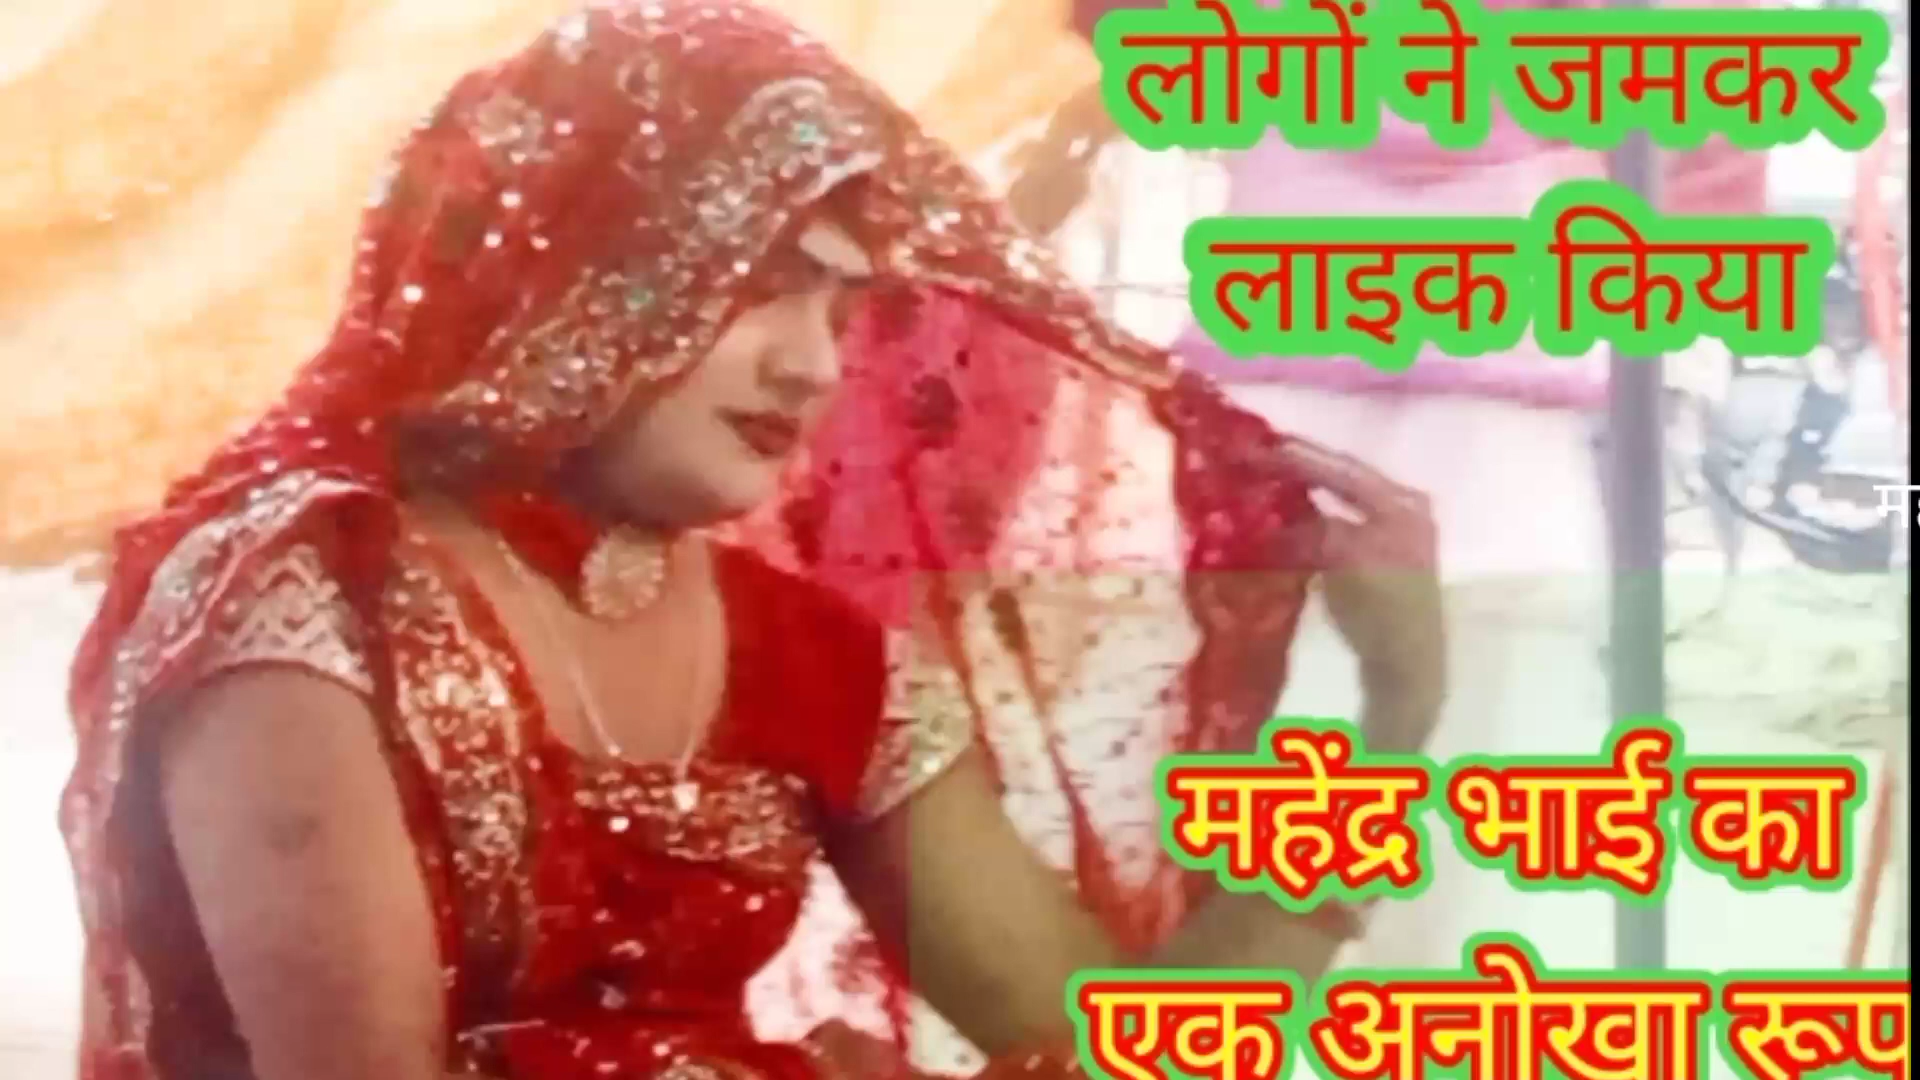 लोगों ने जमकर
लाइक किया
महेंद्र भाई का
एक अनोखा रूप